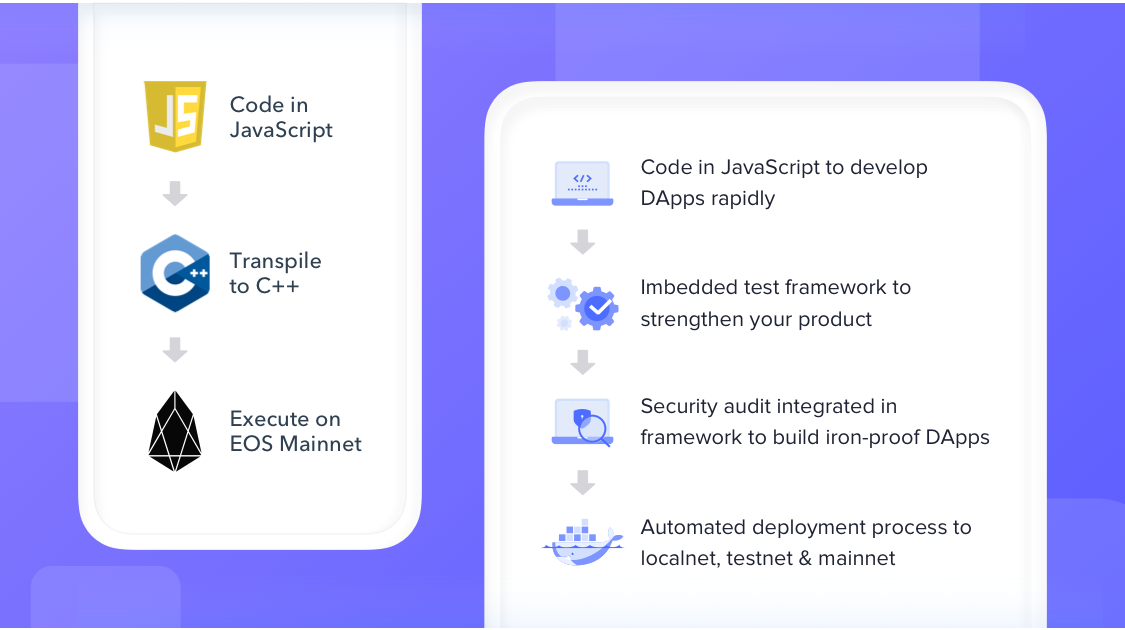 JS
Code in
JavaScript
C++
Transpile
to C++
Execute on
EOS Mainnet
</>
Code in JavaScript to develop
DApps rapidly
Imbedded test framework to
strengthen your product
Security audit integrated in
framework to build iron-proof DApps
Automated deployment process to
localnet, testnet & mainnet